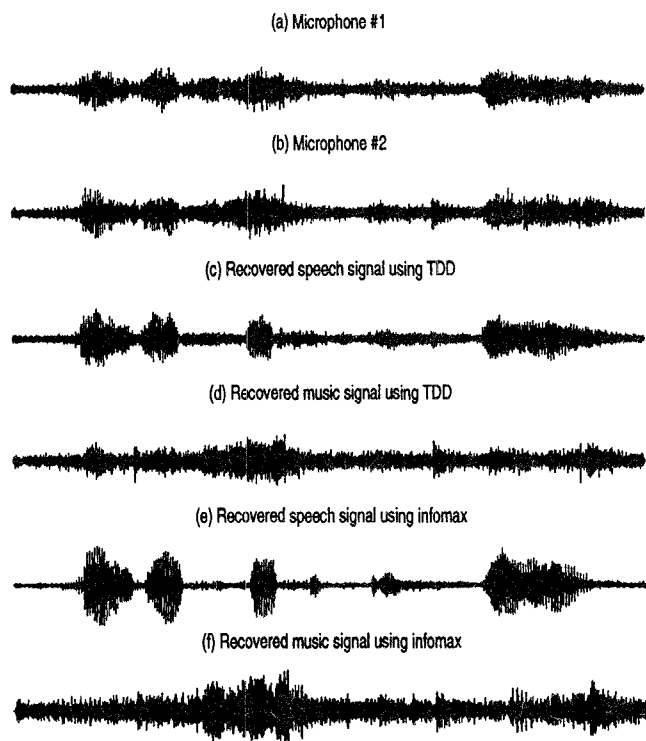 (a) Microphone #1
(b) Microphone #2
(c) Recovered speech signal using TDD
(d) Recovered music signal using TDD
(e) Recovered speech signal using infomax
(f) Recovered music signal using infomax